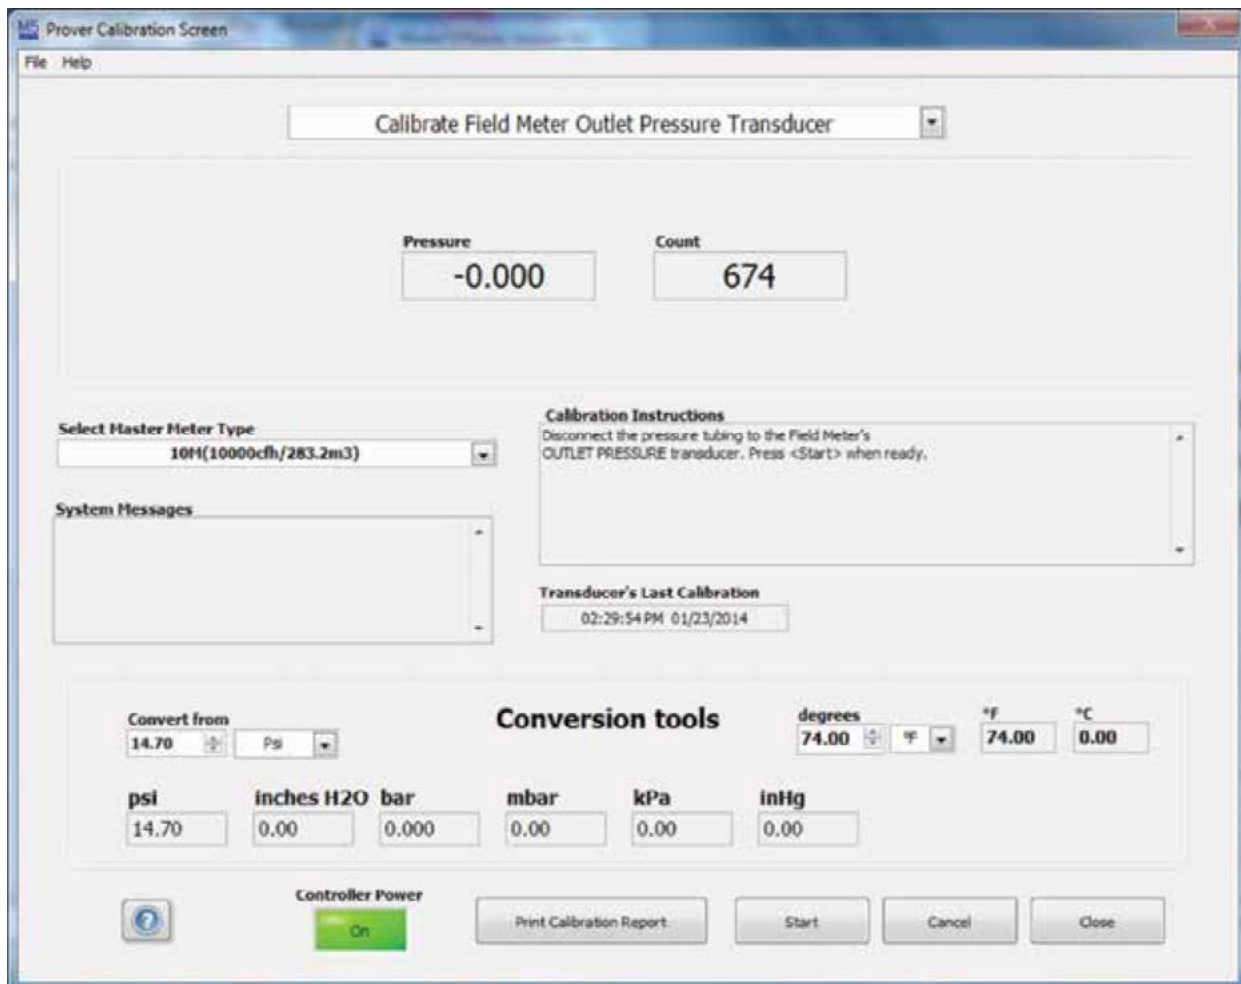 M5 Prover Calibration Screen
File Help
Calibrate Field Meter Outlet Pressure Transducer
Pressure Count
-0.000 674
Select Master Meter Type
10M(10000cfh/283.2m3)
Calibration Instructions
Disconnect the pressure tubing to the Field Meter's
OUTLET PRESSURE transducer. Press <Start> when ready.
System Messages
Transducer's Last Calibration
02:29:54 PM 01/23/2014
Conversion tools
Convert from
14.70 Psi
degrees °F °C
74.00 °F 74.00 0.00
psi inches H2O bar mbar kPa inHg
14.70 0.00 0.000 0.00 0.00 0.00
Controller Power
On
Print Calibration Report Start Cancel Close